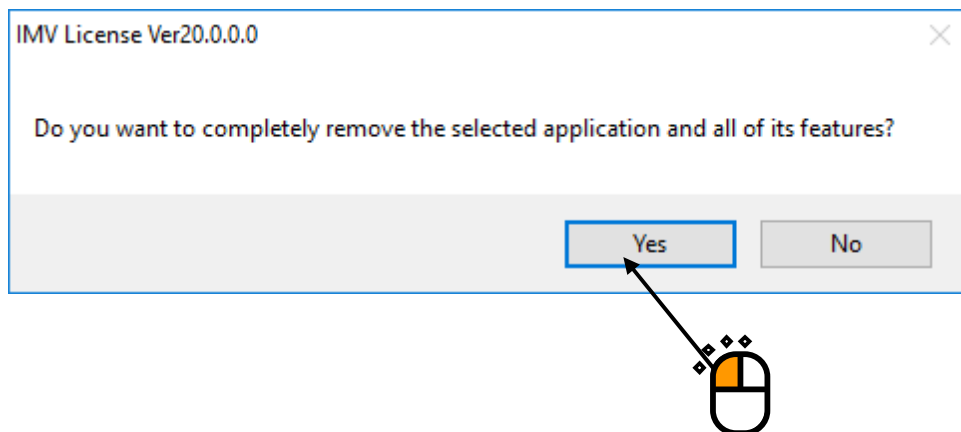 IMV License Ver20.0.0.0
Do you want to completely remove the selected application and all of its features?
Yes
No